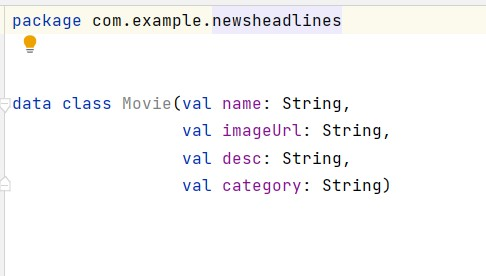 package com.example.newsheadlines
data class Movie(val name: String,
val imageUrl: String,
val desc: String,
val category: String)